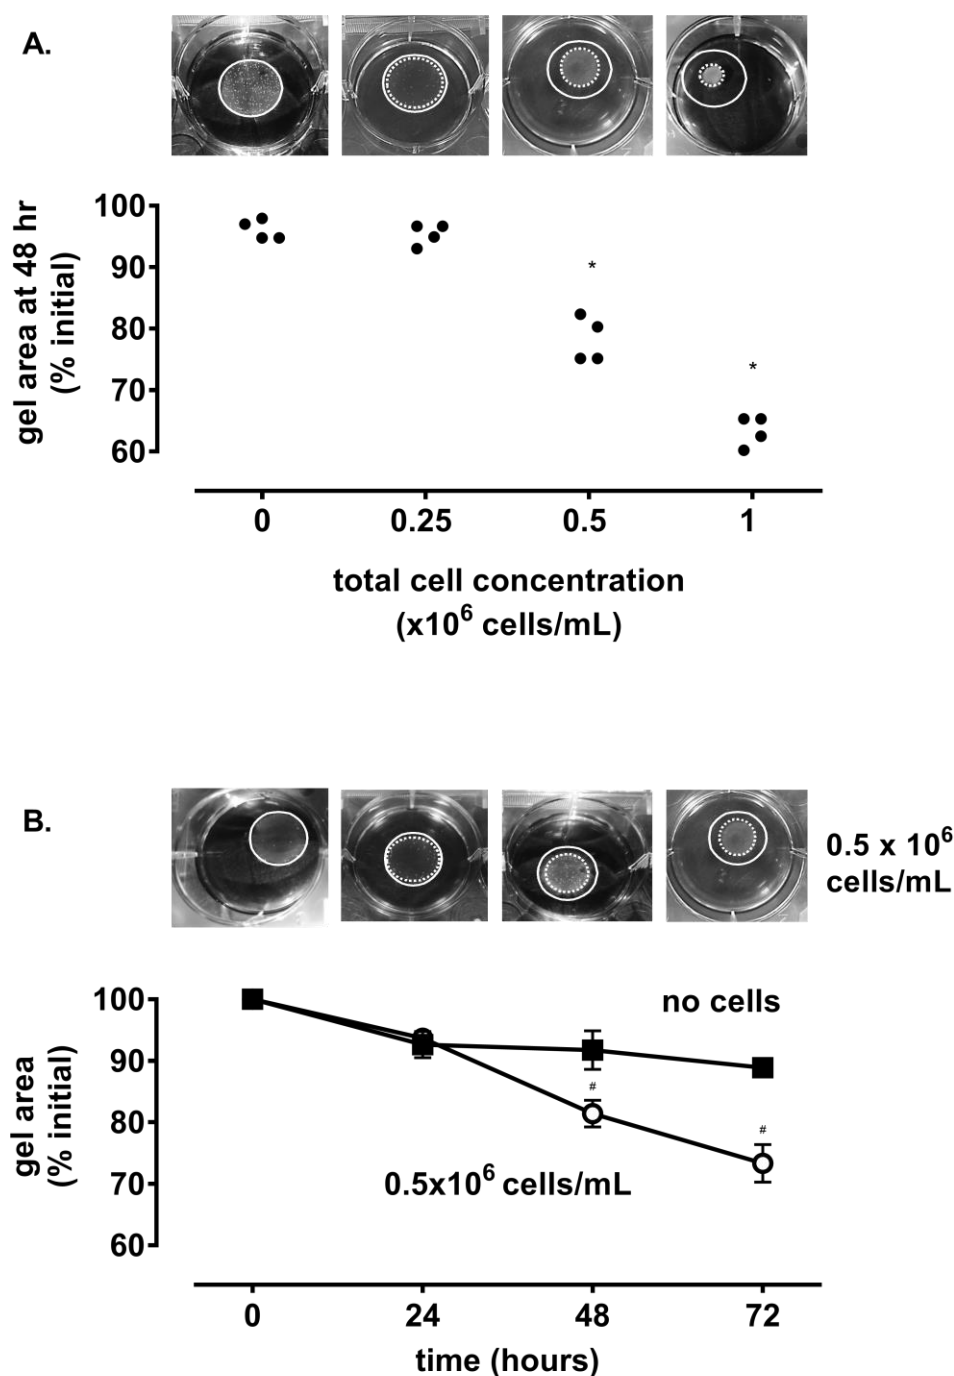 A.
gel area at 48 hr
(% initial)
100
90
80
70
60
*
*
0 0.25 0.5 1
total cell concentration
(x10⁶ cells/mL)
B.
0.5 x 10⁶
cells/mL
gel area
(% initial)
100
90
80
70
60
no cells
#
#
0.5x10⁶ cells/mL
0 24 48 72
time (hours)